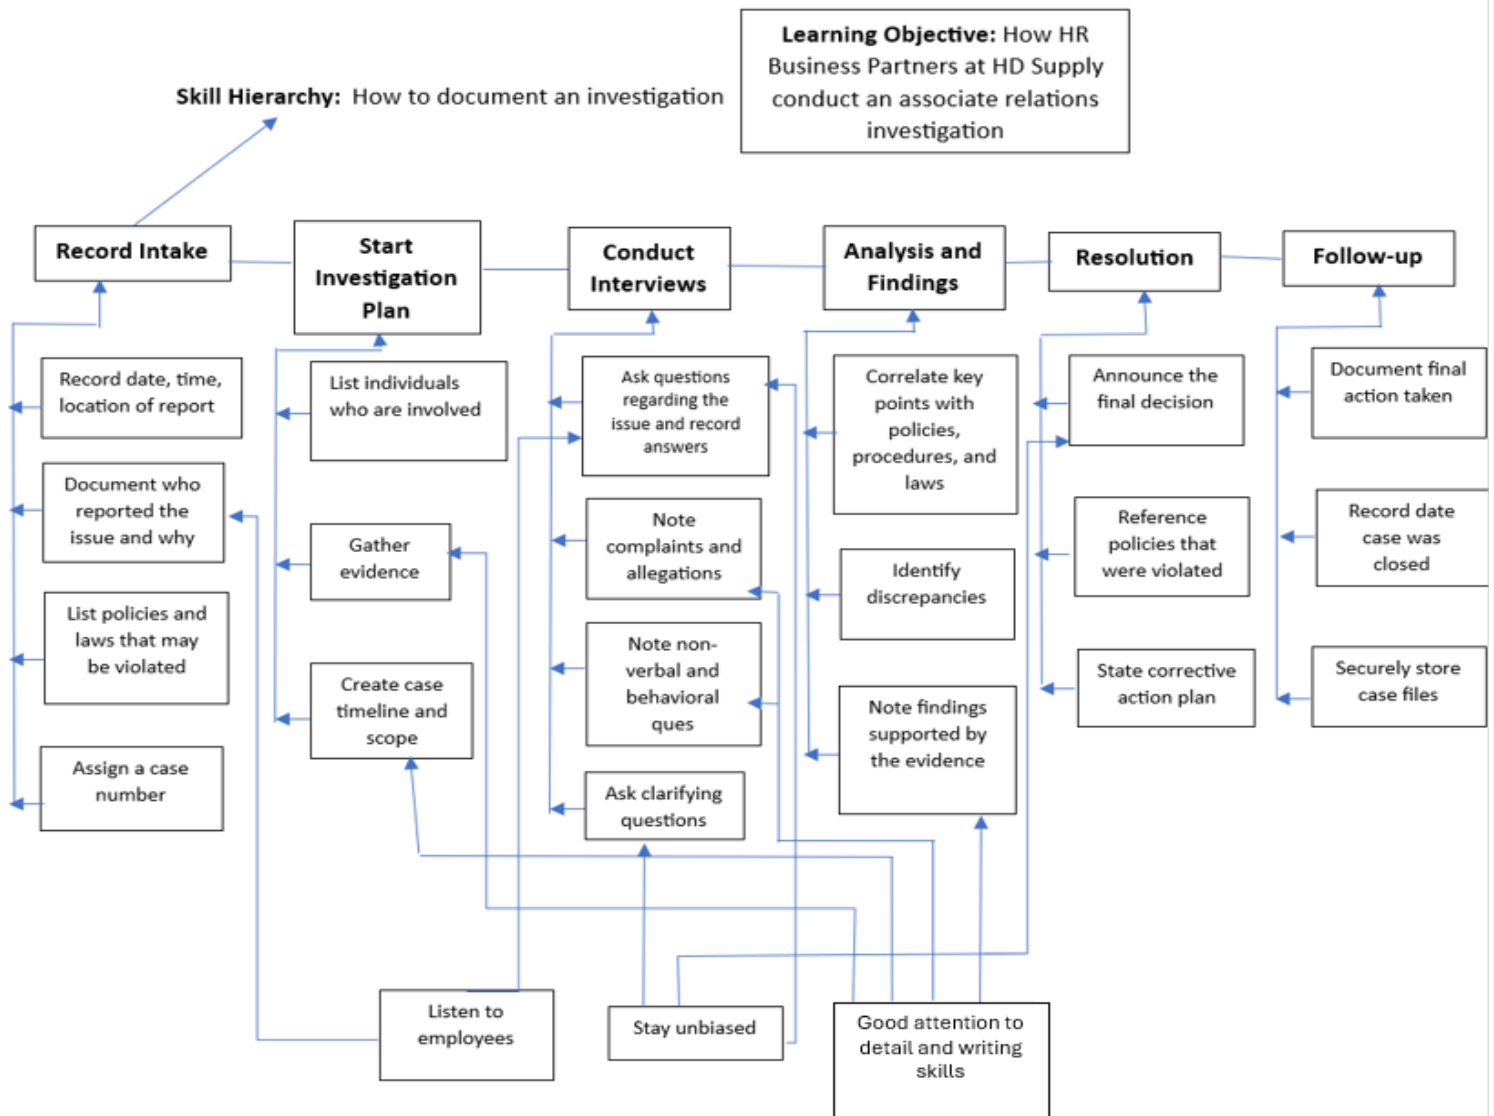 Learning Objective: How HR
Business Partners at HD Supply
conduct an associate relations
investigation
Skill Hierarchy: How to document an investigation
Record Intake
Start
Investigation
Plan
Conduct
Interviews
Analysis and
Findings
Resolution
Follow-up
Record date, time,
location of report
Document who
reported the
issue and why
List policies and
laws that may
be violated
Assign a case
number
List individuals
who are involved
Gather
evidence
Create case
timeline and
scope
Ask questions
regarding the
issue and record
answers
Note
complaints and
allegations
Note non-
verbal and
behavioral
ques
Ask clarifying
questions
Correlate key
points with
policies,
procedures, and
laws
Identify
discrepancies
Note findings
supported by
the evidence
Announce the
final decision
Reference
policies that
were violated
State corrective
action plan
Document final
action taken
Record date
case was
closed
Securely store
case files
Listen to
employees
Stay unbiased
Good attention to
detail and writing
skills